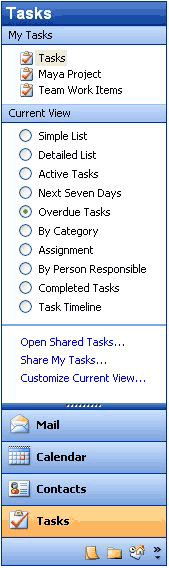 Tasks
My Tasks
Tasks
Maya Project
Team Work Items
Current View
Simple List
Detailed List
Active Tasks
Next Seven Days
Overdue Tasks
By Category
Assignment
By Person Responsible
Completed Tasks
Task Timeline
Open Shared Tasks...
Share My Tasks...
Customize Current View...
Mail
Calendar
Contacts
Tasks